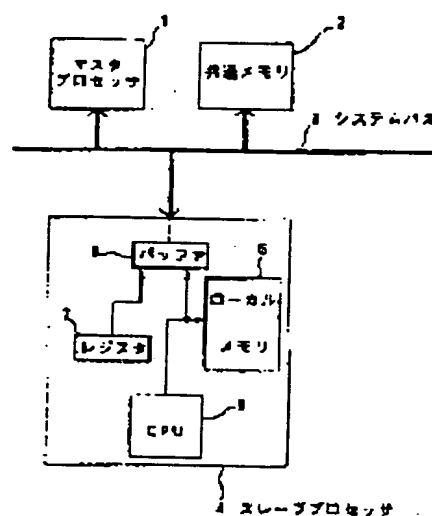 1
2
マスタ
プロセッサ
共通メモリ
3 システムバス
バッファ
5
ローカル
メモリ
7
レジスタ
CPU
4 スレーブプロセッサ